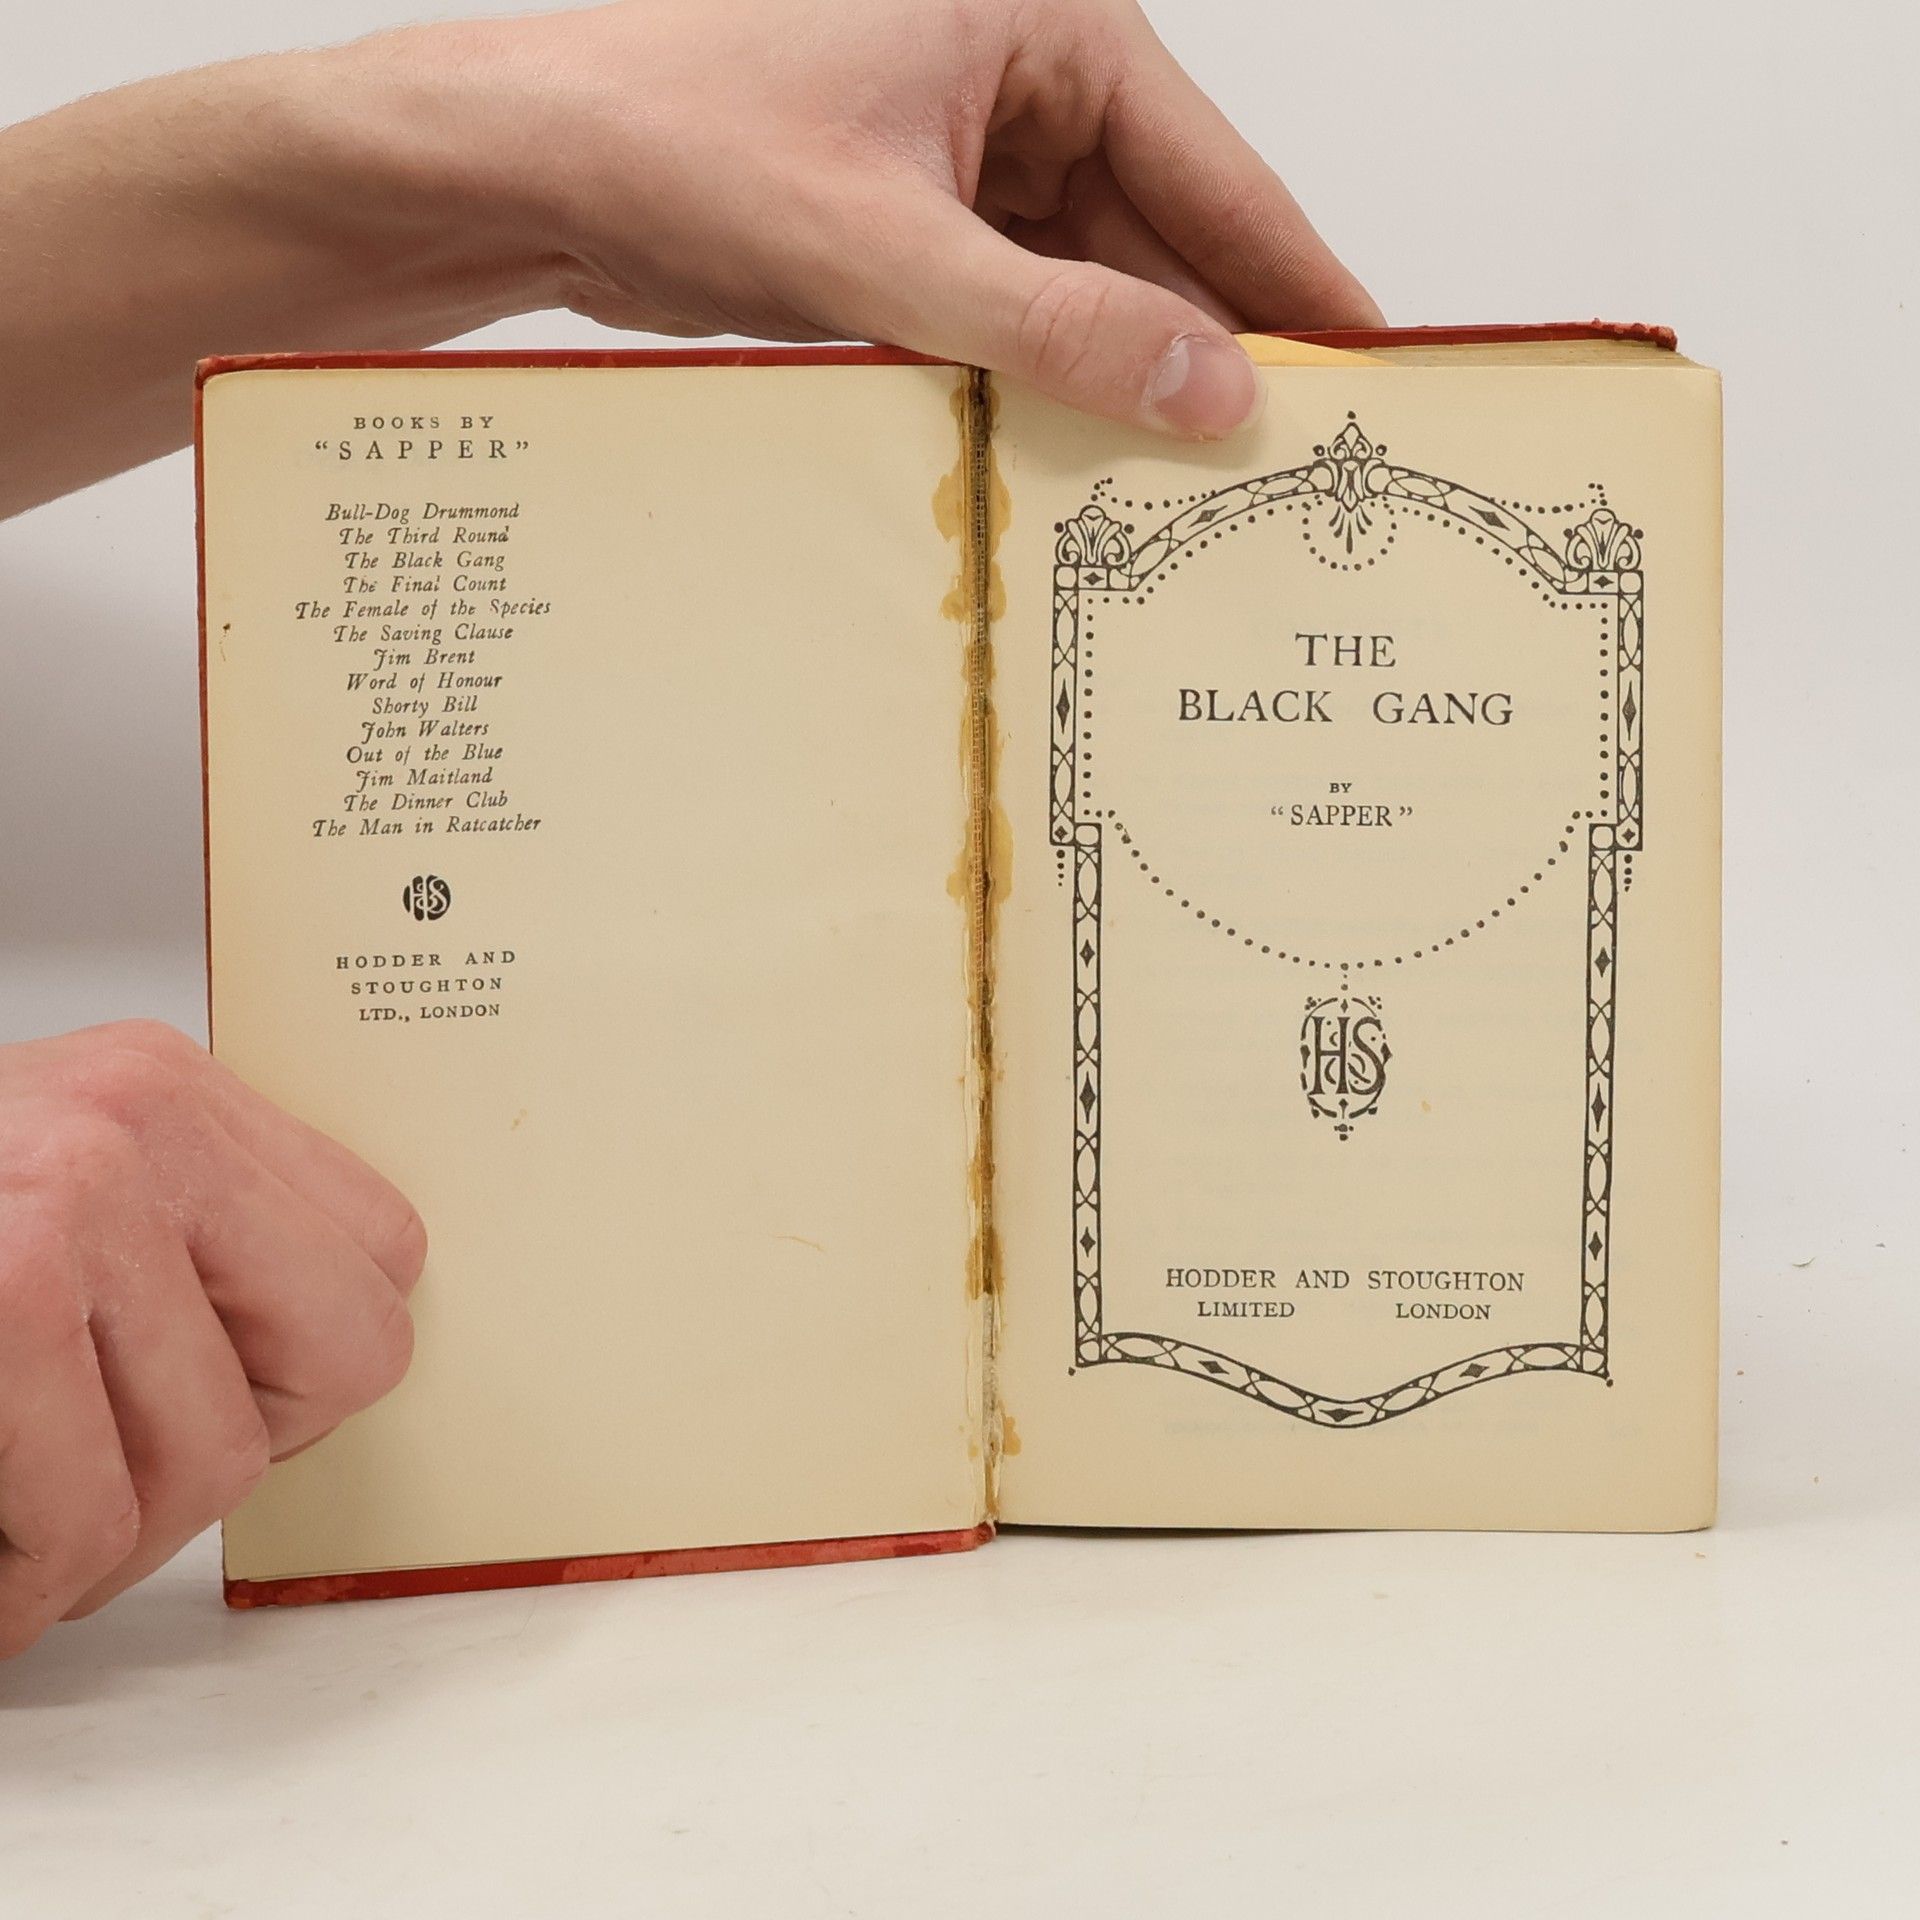 BOOKS BY
“SAPPER”
Bull-Dog Drummond
The Third Round
The Black Gang
The Final Count
The Female of the Species
The Saving Clause
Jim Brent
Word of Honour
Shorty Bill
John Walters
Out of the Blue
Jim Maitland
The Dinner Club
The Man in Ratcatcher
HS
HODDER AND
STOUGHTON
LTD., LONDON
THE
BLACK GANG
BY
“SAPPER”
HS
HODDER AND STOUGHTON
LIMITED LONDON